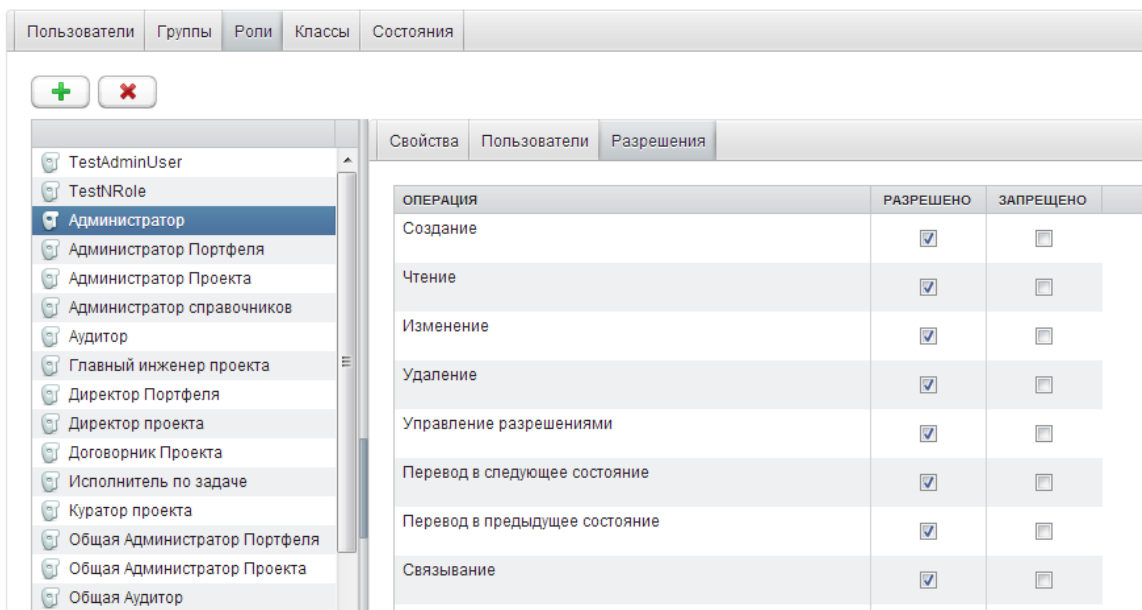 Пользователи Группы Роли Классы Состояния
Свойства Пользователи Разрешения
TestAdminUser
TestNRole
Администратор
Администратор Портфеля
Администратор Проекта
Администратор справочников
Аудитор
Главный инженер проекта
Директор Портфеля
Директор проекта
Договорник Проекта
Исполнитель по задаче
Куратор проекта
Общая Администратор Портфеля
Общая Администратор Проекта
Общая Аудитор
ОПЕРАЦИЯ РАЗРЕШЕНО ЗАПРЕЩЕНО
Создание
Чтение
Изменение
Удаление
Управление разрешениями
Перевод в следующее состояние
Перевод в предыдущее состояние
Связывание